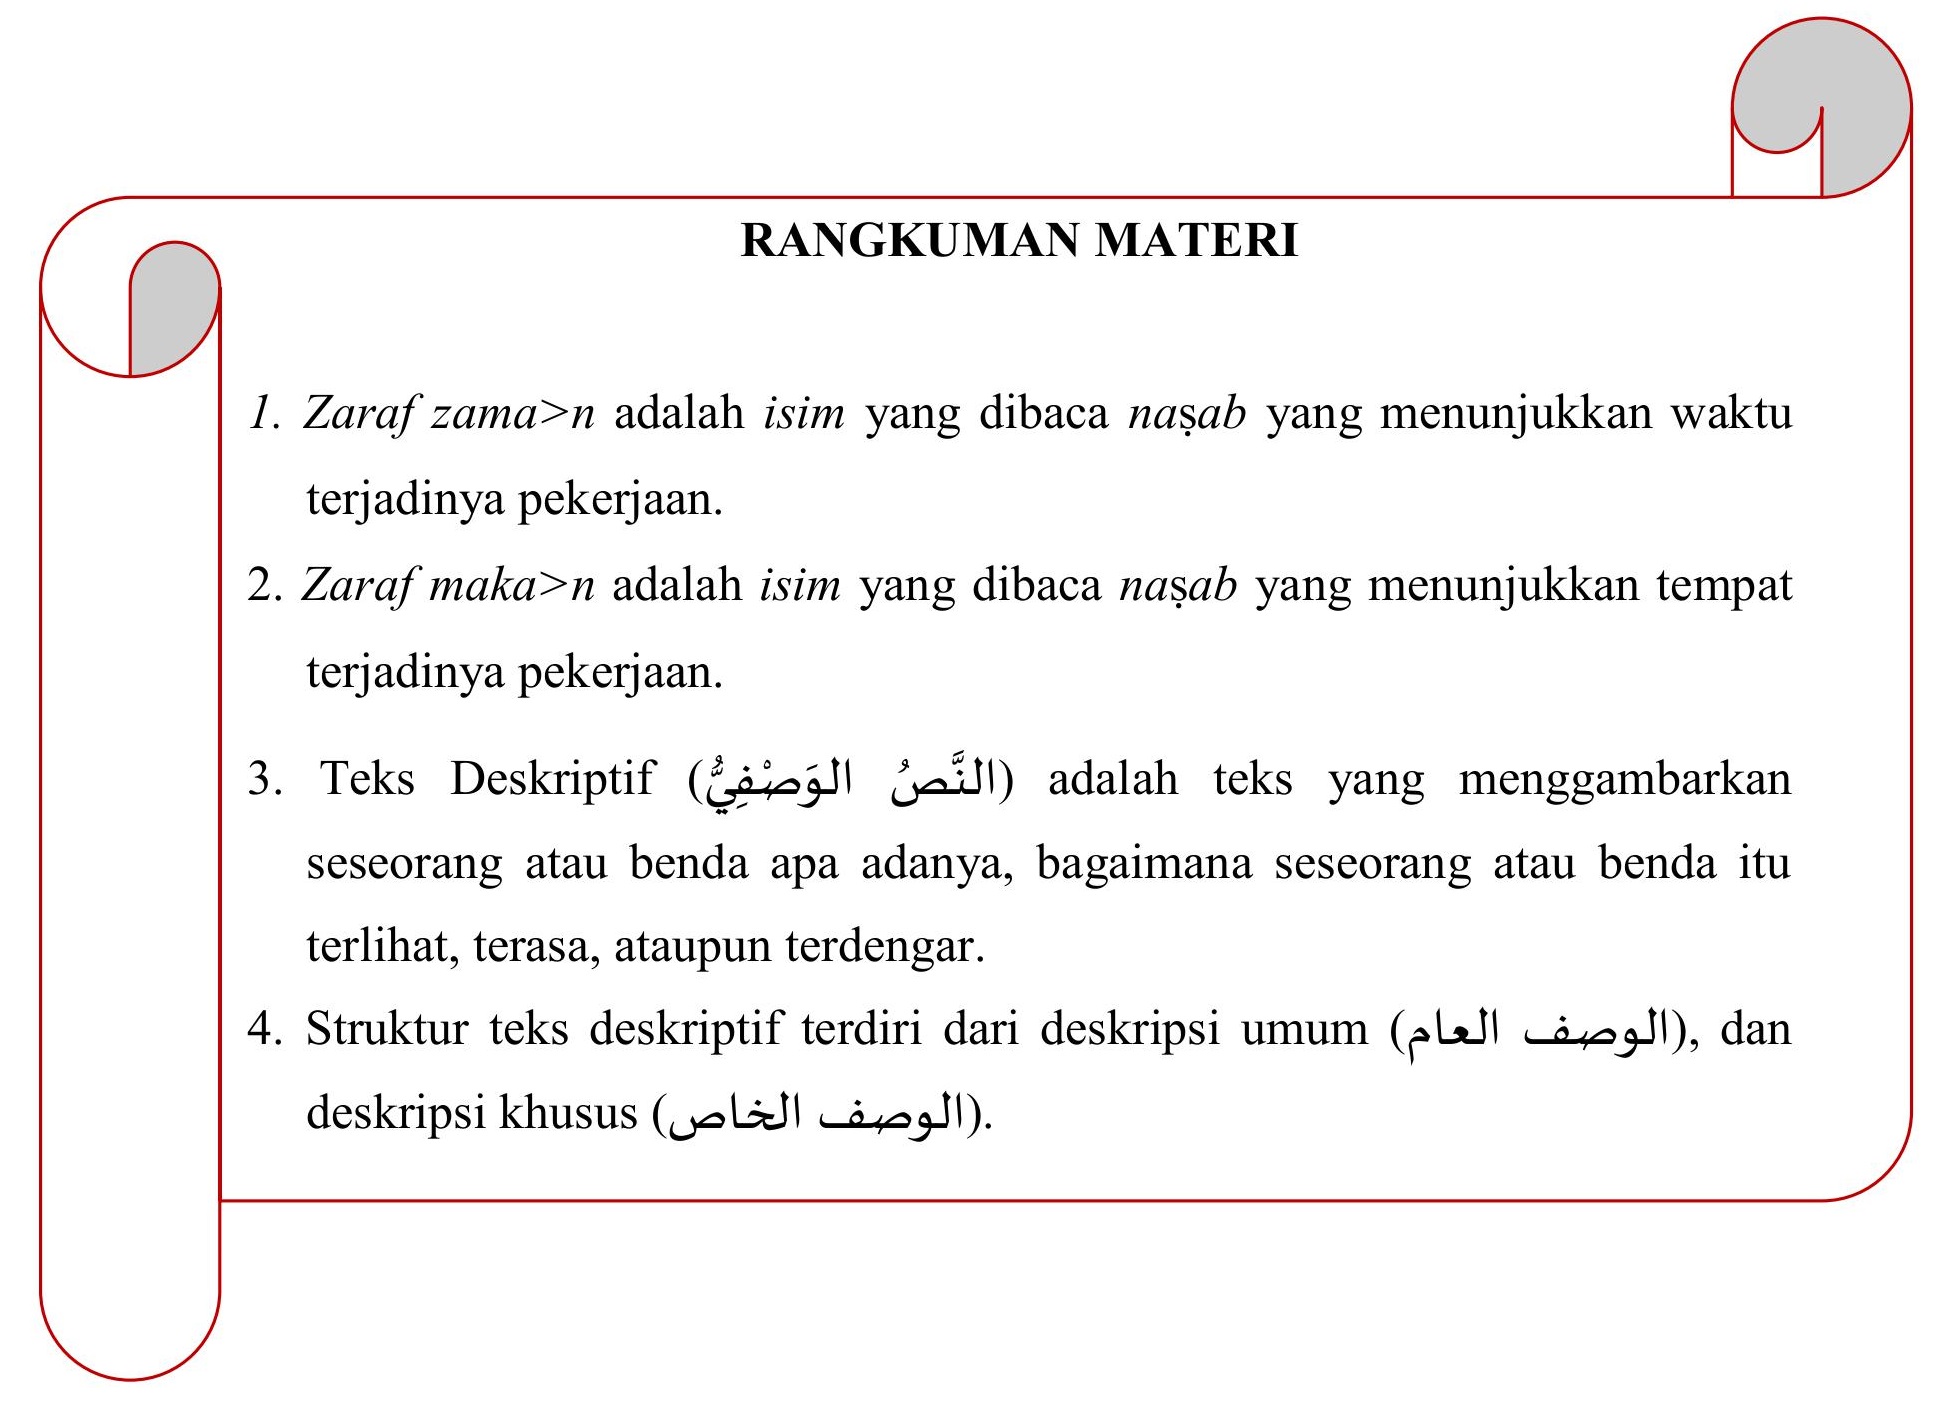 RANGKUMAN MATERI
1. Zaraf zama>n adalah isim yang dibaca naṣab yang menunjukkan waktu
terjadinya pekerjaan.
2. Zaraf maka>n adalah isim yang dibaca naṣab yang menunjukkan tempat
terjadinya pekerjaan.
3. Teks Deskriptif (النَّصُ الوَصْفِيُّ) adalah teks yang menggambarkan
seseorang atau benda apa adanya, bagaimana seseorang atau benda itu
terlihat, terasa, ataupun terdengar.
4. Struktur teks deskriptif terdiri dari deskripsi umum (الوصف العام), dan
deskripsi khusus (الوصف الخاص).